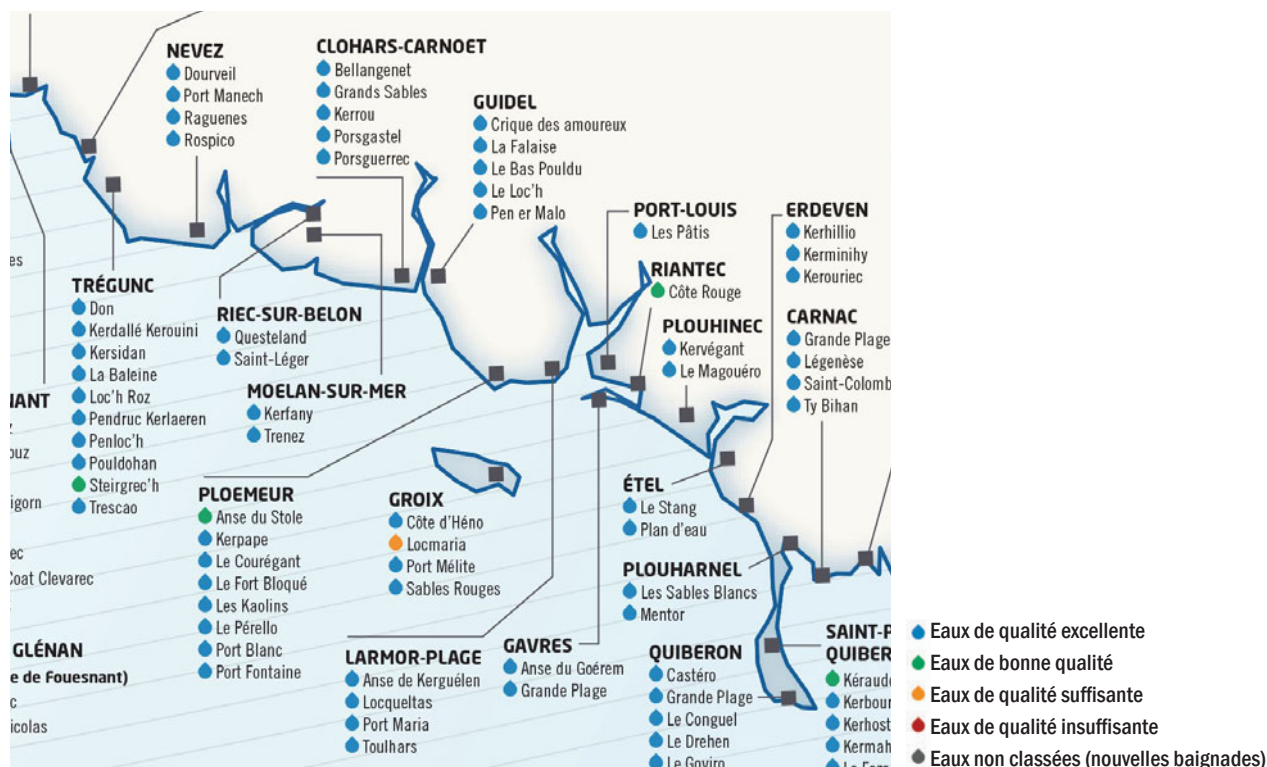 NEVEZ
Dourveil
Port Manech
Raguenes
Rospico
CLOHARS-CARNOET
Bellangenet
Grands Sables
Kerrou
Porsgastel
Porsguerrec
GUIDEL
Crique des amoureux
La Falaise
Le Bas Pouldu
Le Loc'h
Pen er Malo
PORT-LOUIS
Les Pâtis
RIANTEC
Côte Rouge
PLOUHINEC
Kervégant
Le Magouéro
ERDEVEN
Kerhillio
Kerminihy
Kerouriec
CARNAC
Grande Plage
Légenèse
Saint-Colomb
Ty Bihan
es
TRÉGUNC
Don
Kerdallé Kerouini
Kersidan
La Baleine
Loc'h Roz
Pendruc Kerlaeren
Penloc'h
Pouldohan
Steirgrec'h
Trescao
RIEC-SUR-BELON
Questeland
Saint-Léger
MOELAN-SUR-MER
Kerfany
Trenez
NANT
ouz
igorn
ec
Coat Clevarec
GLÉNAN
e de Fouesnant)
c
icolas
PLOEMEUR
Anse du Stole
Kerpape
Le Courégant
Le Fort Bloqué
Les Kaolins
Le Pérello
Port Blanc
Port Fontaine
GROIX
Côte d'Héno
Locmaria
Port Mélite
Sables Rouges
LARMOR-PLAGE
Anse de Kerguélen
Locqueltas
Port Maria
Toulhars
GAVRES
Anse du Goérem
Grande Plage
ÉTEL
Le Stang
Plan d'eau
PLOUHARNEL
Les Sables Blancs
Mentor
QUIBERON
Castéro
Grande Plage
Le Conguel
Le Drehen
Le Goviro
SAINT-P
QUIBER
Kéraude
Kerbour
Kerhost
Kermah
Eaux de qualité excellente
Eaux de bonne qualité
Eaux de qualité suffisante
Eaux de qualité insuffisante
Eaux non classées (nouvelles baignades)